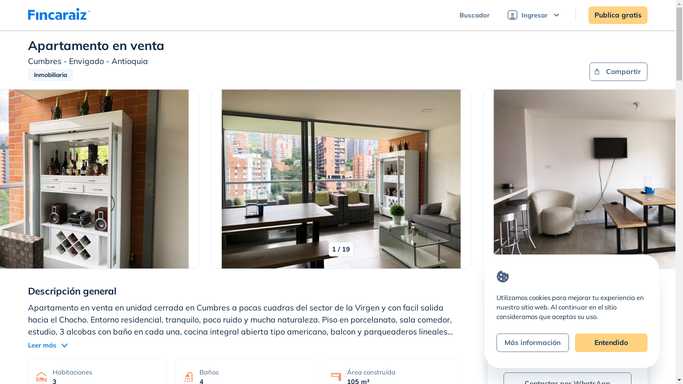 Fincaraiz
Buscador
Ingresar
Publica gratis
Apartamento en venta
Cumbres - Envigado - Antioquia
Inmobiliaria
Compartir
1 / 19
Descripción general
Apartamento en venta en unidad cerrada en Cumbres a pocas cuadras del sector de la Virgen y con facil salida
hacia el Chocho. Entorno residencial, tranquilo, poco ruido y mucha naturaleza. Piso en porcelanato, sala comedor,
estudio, 3 alcobas con baño en cada una, cocina integral abierta tipo americano, balcon y parqueaderos lineales...
Leer más
Habitaciones
3
Baños
4
Área construida
105 m²
Utilizamos cookies para mejorar tu experiencia en
nuestro sitio web. Al continuar en el sitio
consideramos que aceptas su uso.
Más información
Entendido
Contactar por WhatsApp